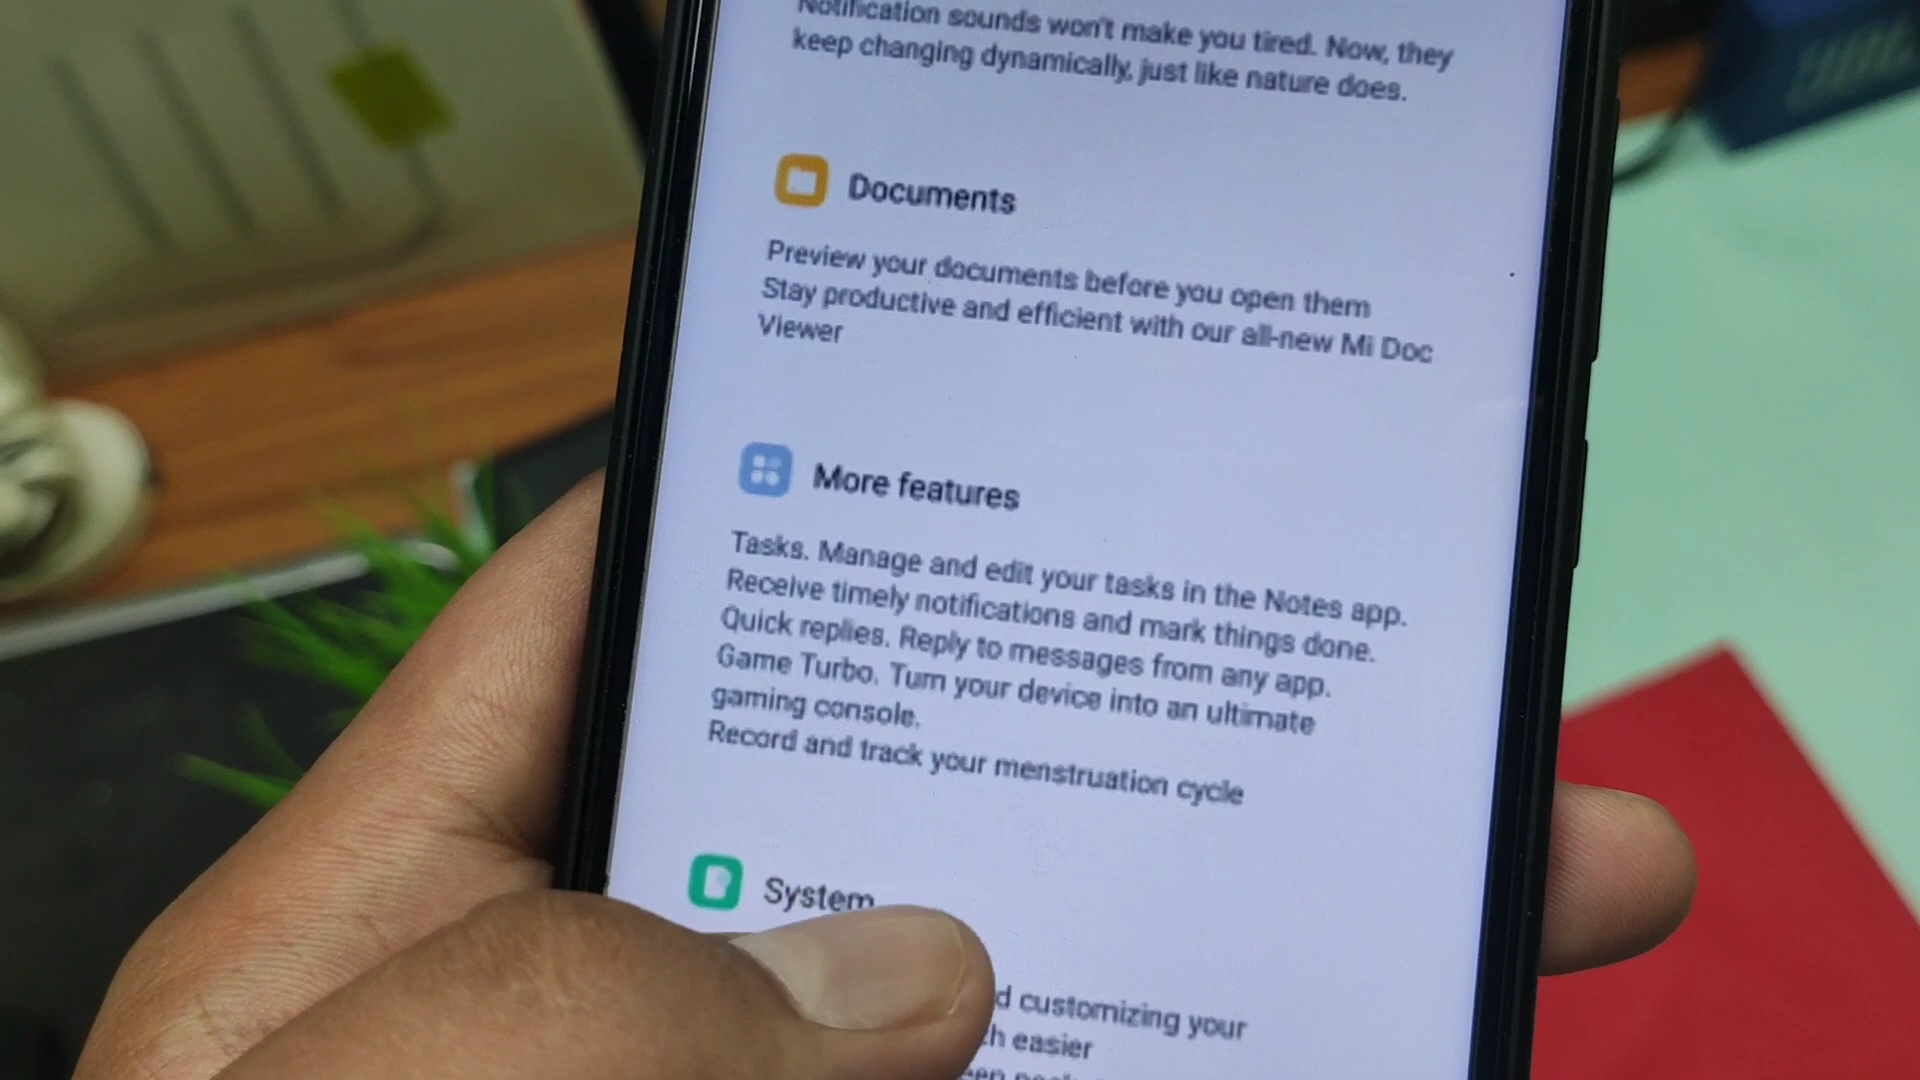 Notification sounds won't make you tired. Now, they
keep changing dynamically, just like nature does.
Documents
Preview your documents before you open them
Stay productive and efficient with our all-new Mi Doc
Viewer
More features
Tasks. Manage and edit your tasks in the Notes app.
Receive timely notifications and mark things done.
Quick replies. Reply to messages from any app.
Game Turbo. Turn your device into an ultimate
gaming console.
Record and track your menstruation cycle
System
customizing your
easier